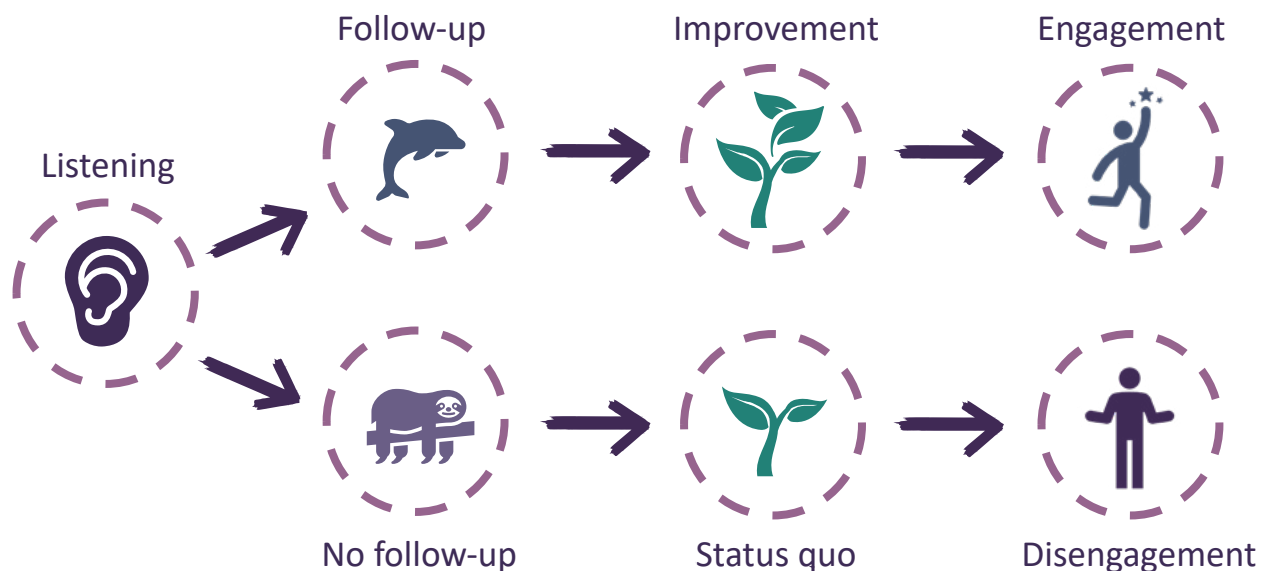 Follow-up
Improvement
Engagement
Listening
No follow-up
Status quo
Disengagement